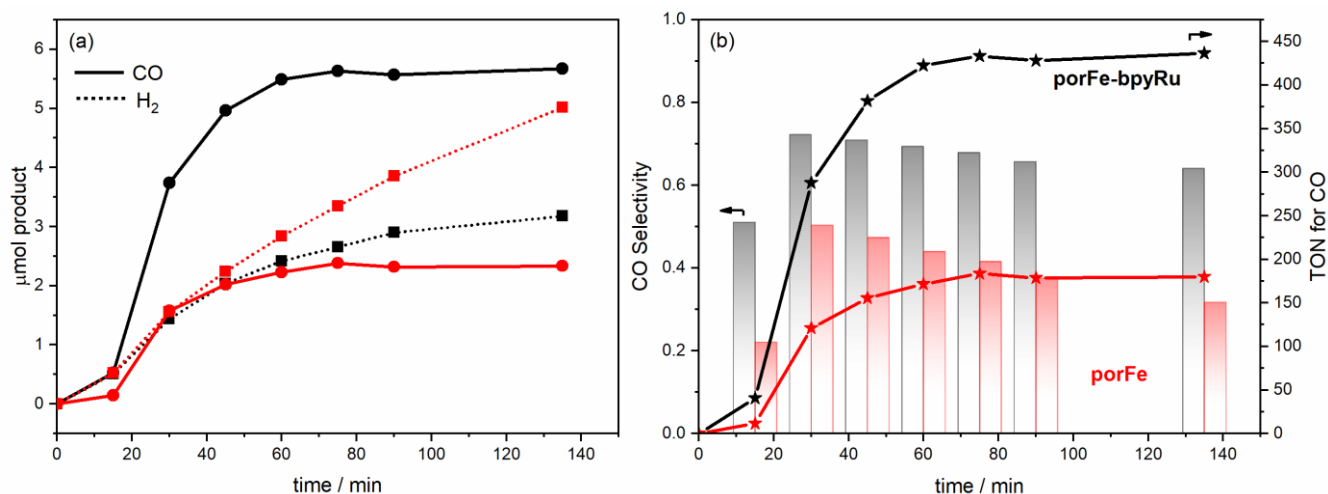 (a)
CO
H₂
μmol product
6
5
4
3
2
1
0
0 20 40 60 80 100 120 140
time / min
(b)
porFe-bpyRu
porFe
CO Selectivity
1.0
0.8
0.6
0.4
0.2
0.0
TON for CO
450
400
350
300
250
200
150
100
50
0
0 20 40 60 80 100 120 140
time / min